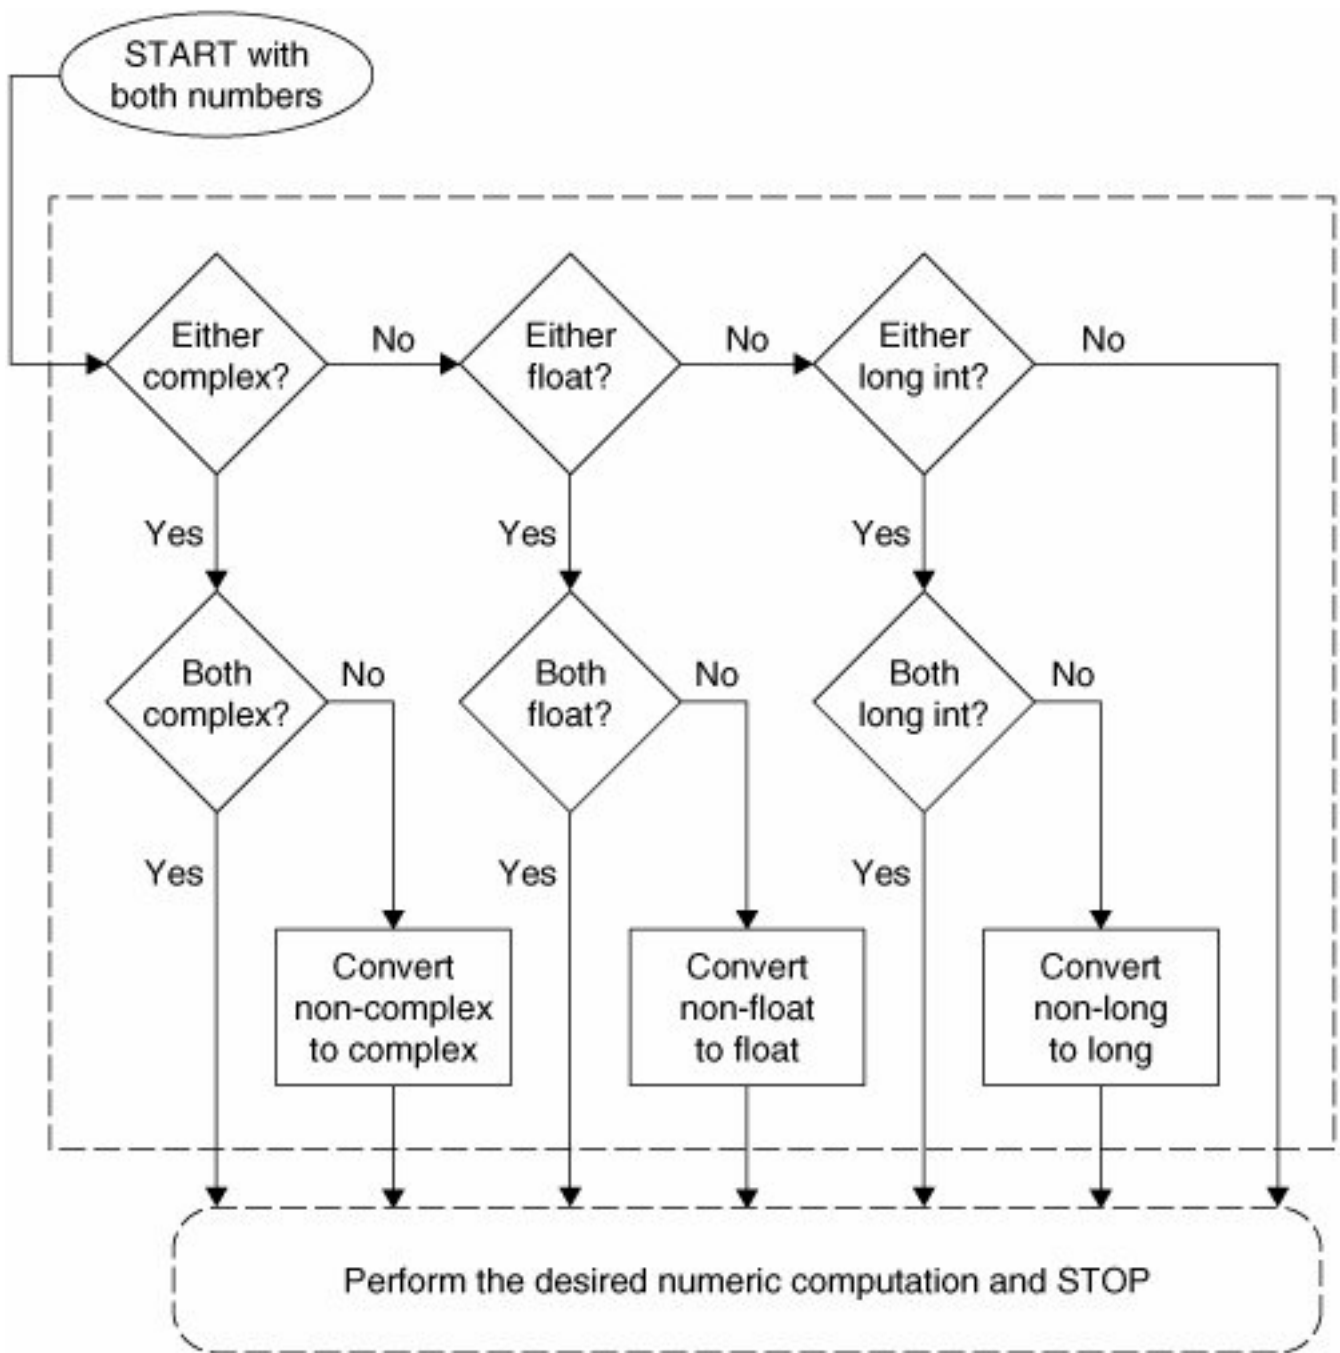 START with
both numbers
Either
complex?
No
Either
float?
No
Either
long int?
No
Yes
Yes
Yes
Both
complex?
No
Both
float?
No
Both
long int?
No
Yes
Yes
Yes
Convert
non-complex
to complex
Convert
non-float
to float
Convert
non-long
to long
Perform the desired numeric computation and STOP